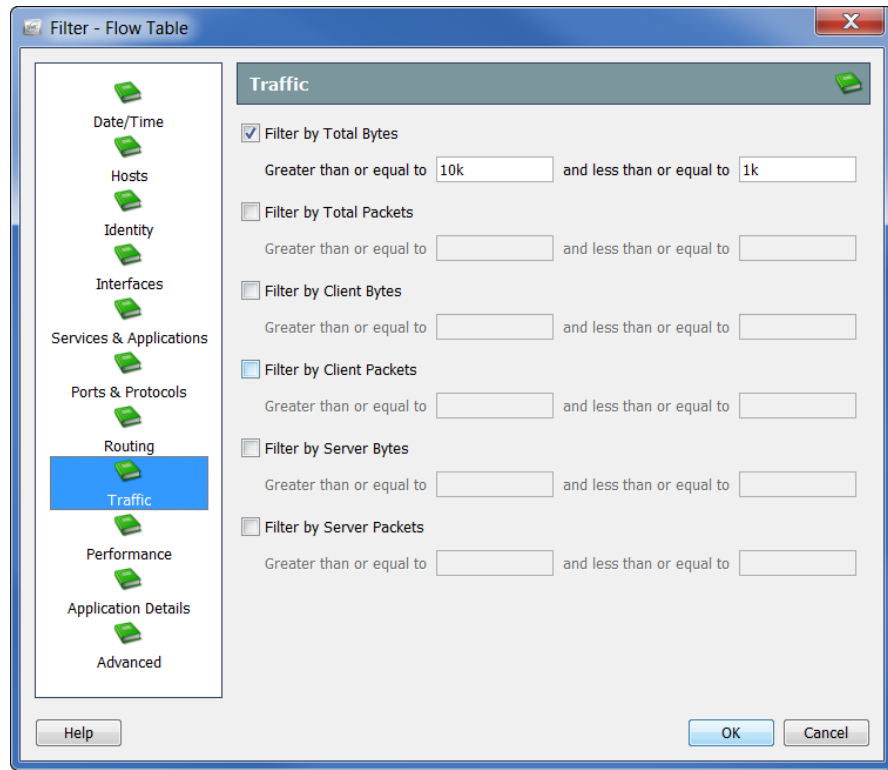 Filter - Flow Table
Date/Time
Hosts
Identity
Interfaces
Services & Applications
Ports & Protocols
Routing
Traffic
Performance
Application Details
Advanced
Traffic
Filter by Total Bytes
Greater than or equal to 10k and less than or equal to 1k
Filter by Total Packets
Greater than or equal to and less than or equal to
Filter by Client Bytes
Greater than or equal to and less than or equal to
Filter by Client Packets
Greater than or equal to and less than or equal to
Filter by Server Bytes
Greater than or equal to and less than or equal to
Filter by Server Packets
Greater than or equal to and less than or equal to
Help OK Cancel